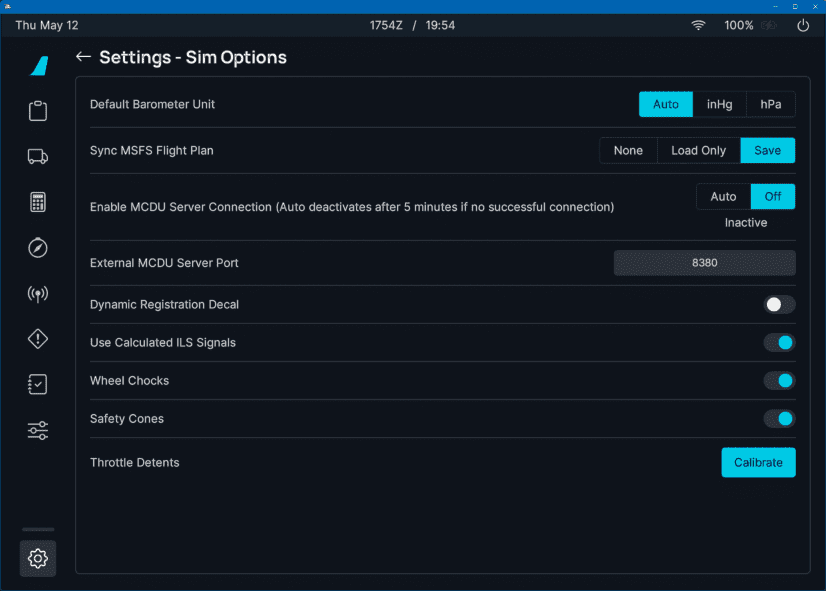 Thu May 12
1754Z / 19:54
100%
Settings - Sim Options
Default Barometer Unit
Auto inHg hPa
Sync MSFS Flight Plan
None Load Only Save
Enable MCDU Server Connection (Auto deactivates after 5 minutes if no successful connection)
Auto Off
Inactive
External MCDU Server Port
8380
Dynamic Registration Decal
Use Calculated ILS Signals
Wheel Chocks
Safety Cones
Throttle Detents
Calibrate